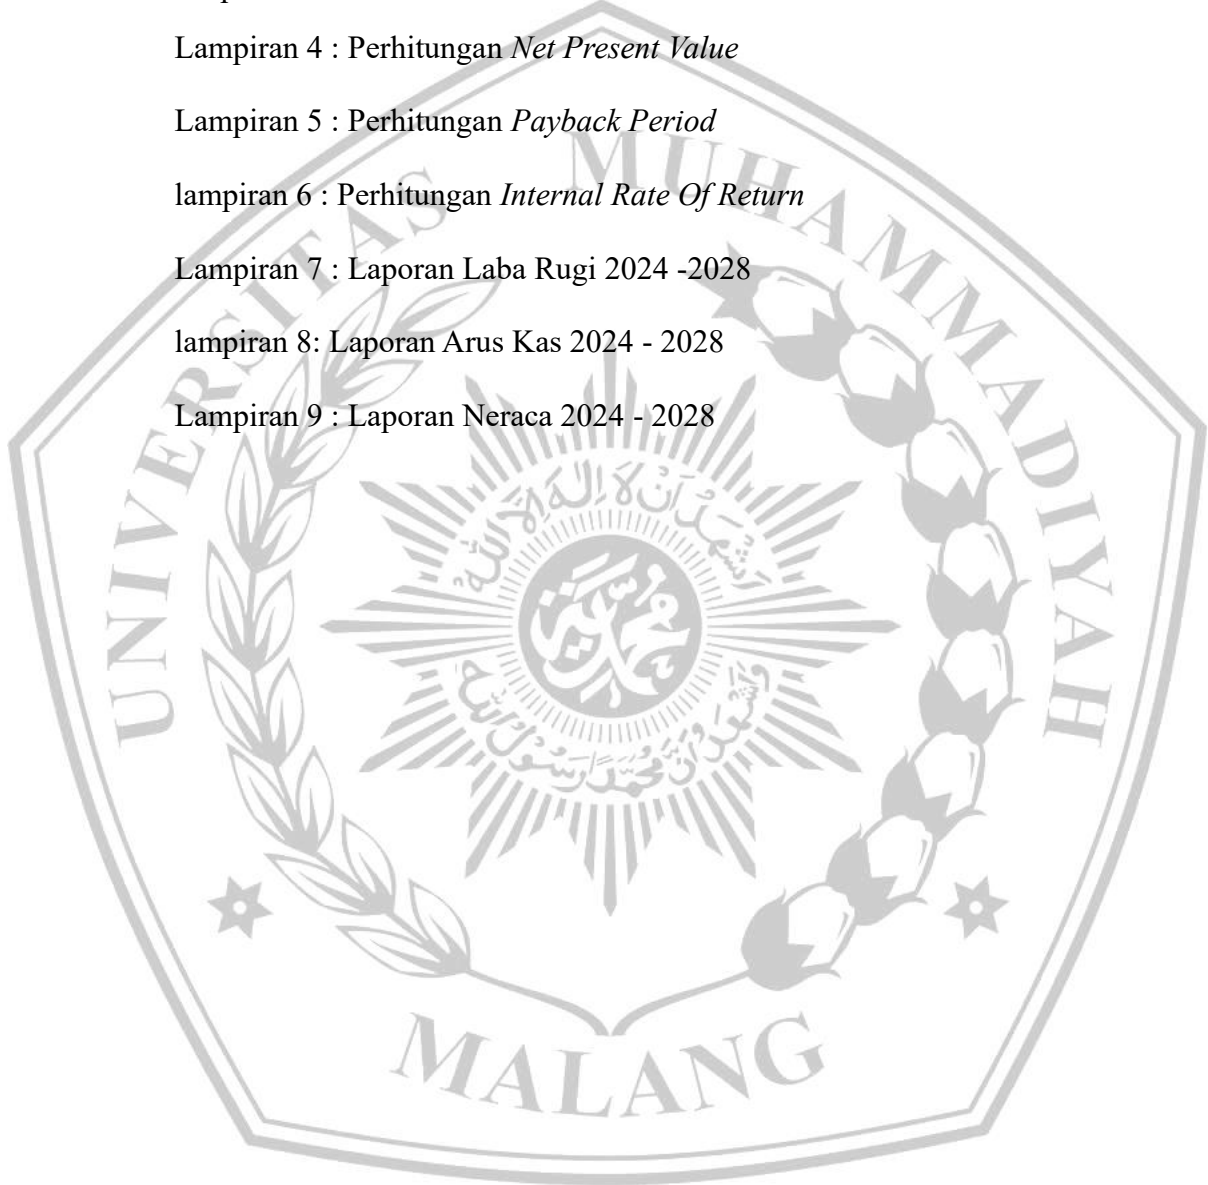 Lampiran 4 : Perhitungan Net Present Value
Lampiran 5 : Perhitungan Payback Period
lampiran 6 : Perhitungan Internal Rate Of Return
Lampiran 7 : Laporan Laba Rugi 2024 -2028
lampiran 8: Laporan Arus Kas 2024 - 2028
Lampiran 9 : Laporan Neraca 2024 - 2028
UNIVERSITAS MUHAMMADIYAH
MALANG